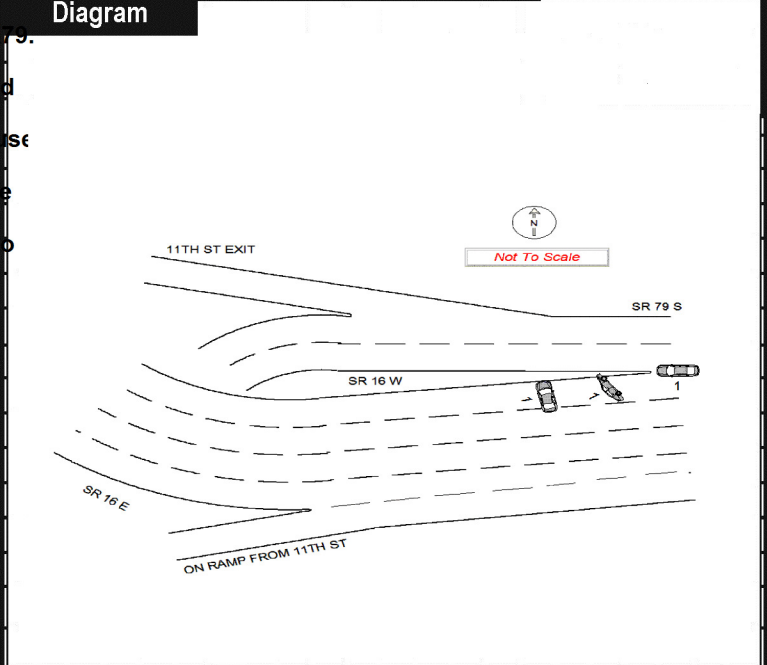 Diagram
79.
d
use
e
o
N
11TH ST EXIT
Not To Scale
SR 79 S
SR 16 W
1
SR 16 E
ON RAMP FROM 11TH ST